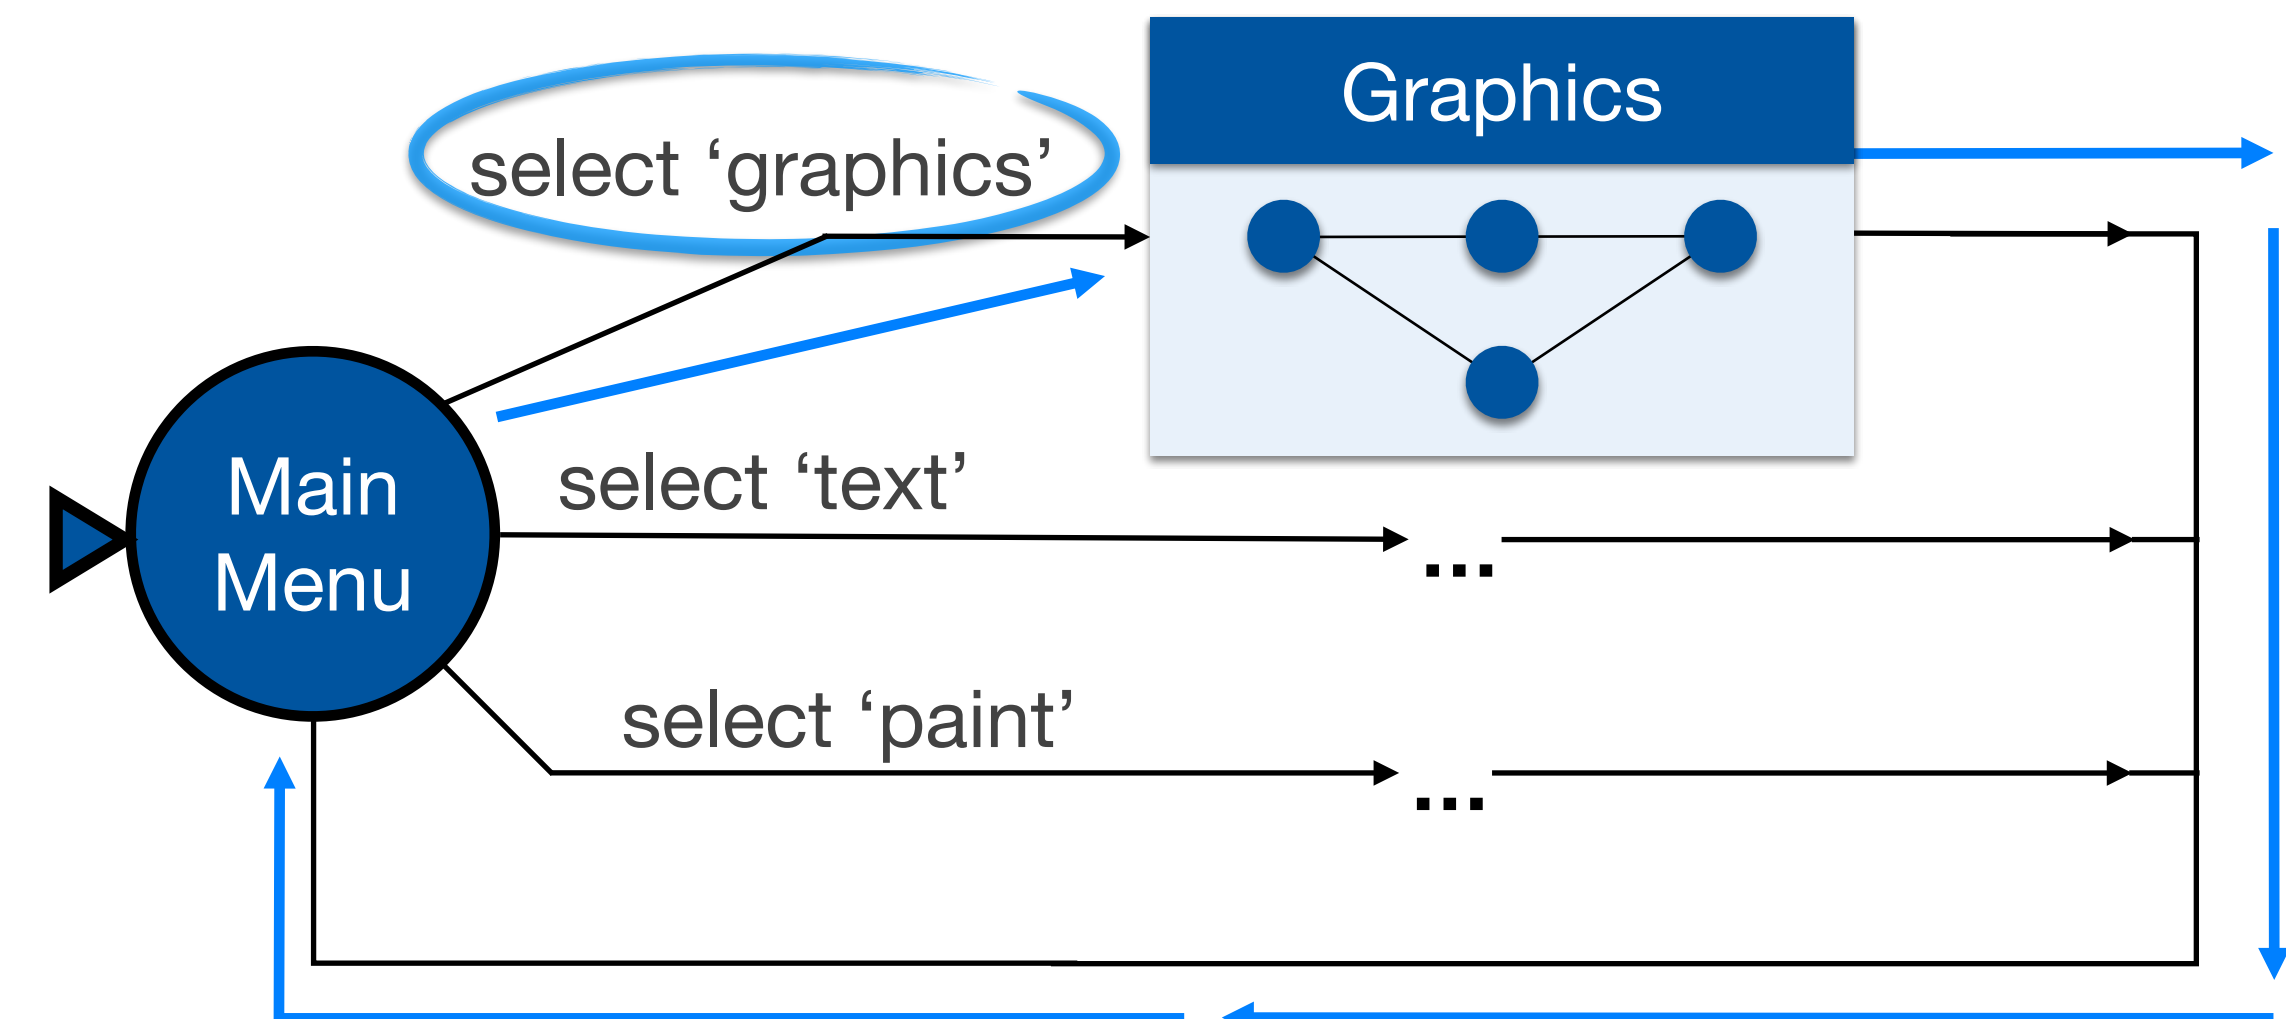 Graphics
select ‘graphics’
Main
Menu
select ‘text’
...
select ‘paint’
...